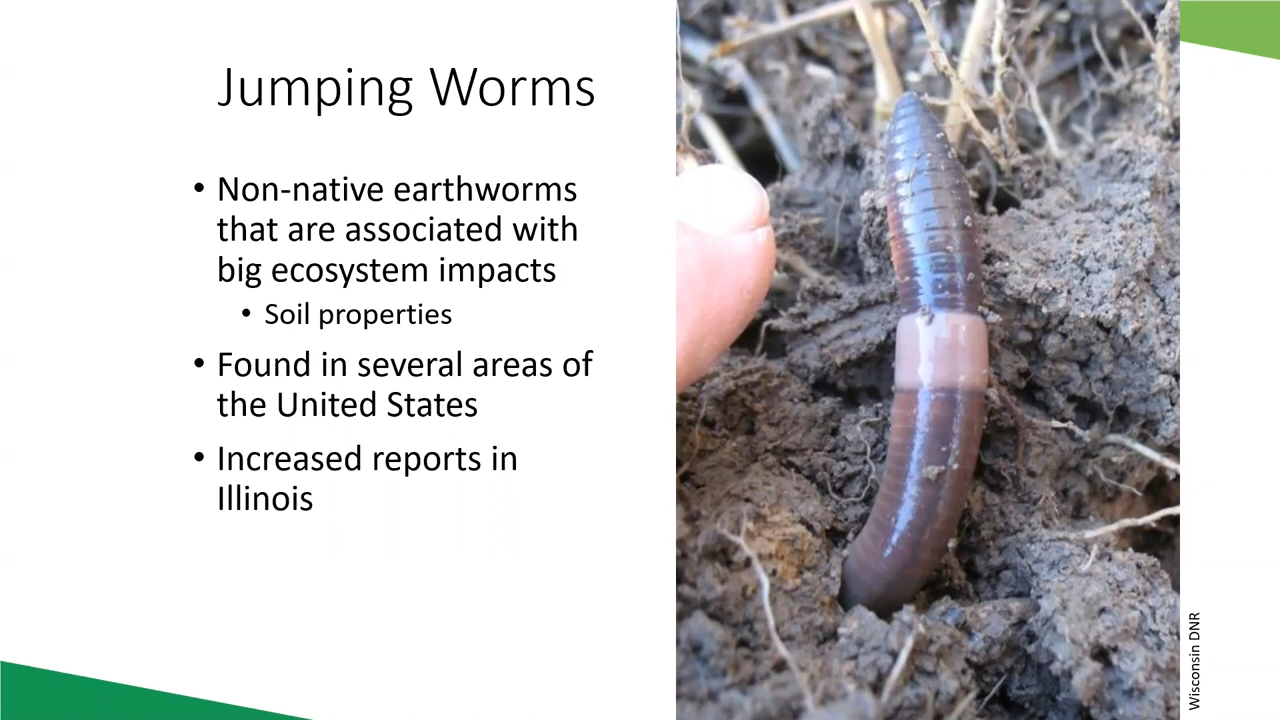 Jumping Worms
• Non-native earthworms
that are associated with
big ecosystem impacts
• Soil properties
• Found in several areas of
the United States
• Increased reports in
Illinois
Wisconsin DNR